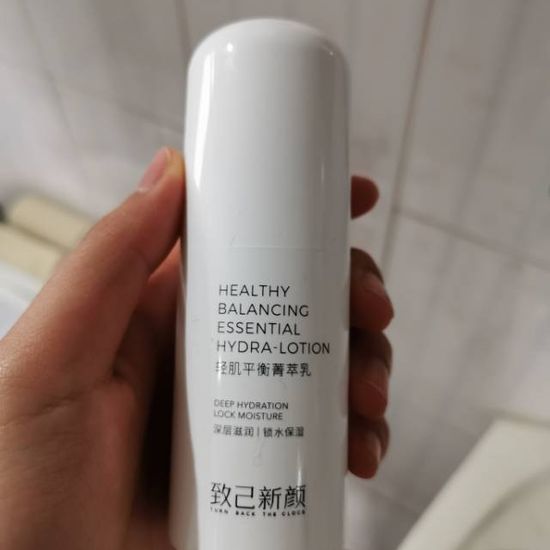 HEALTHY
BALANCING
ESSENTIAL
HYDRA-LOTION
轻肌平衡菁萃乳
DEEP HYDRATION
LOCK MOISTURE
深层滋润|锁水保湿
致己新颜
TURN BACK THE CLOCK